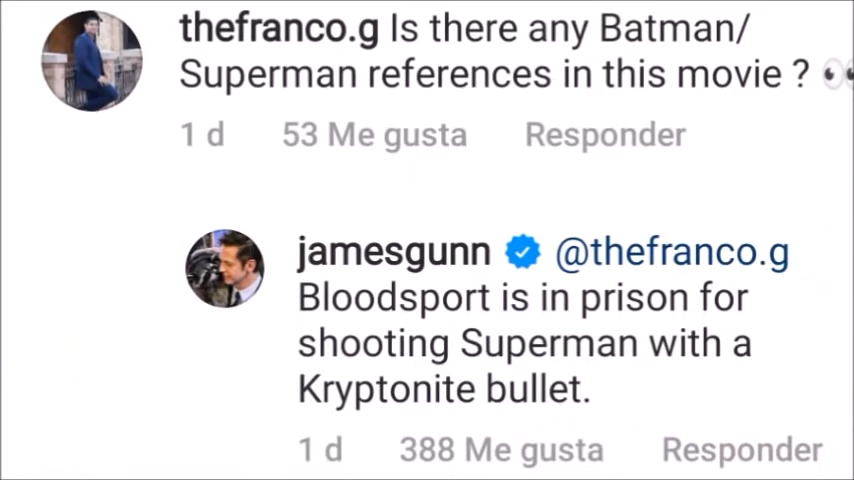 thefranco.g Is there any Batman/
Superman references in this movie ? 👀
1 d 53 Me gusta Responder
jamesgunn @thefranco.g
Bloodsport is in prison for
shooting Superman with a
Kryptonite bullet.
1 d 388 Me gusta Responder